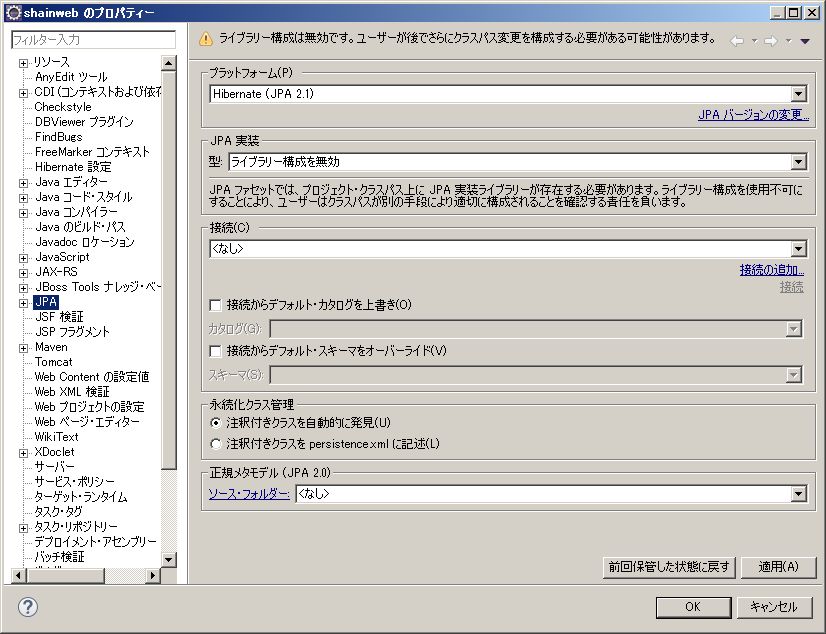 shainweb のプロパティー
フィルター入力
リソース
AnyEdit ツール
CDI (コンテキストおよび依存
Checkstyle
DBViewer プラグイン
FindBugs
FreeMarker コンテキスト
Hibernate 設定
Java エディター
Java コード・スタイル
Java コンパイラー
Java のビルド・パス
Javadoc ロケーション
JavaScript
JAX-RS
JBoss Tools ナレッジ・ベー
JPA
JSF 検証
JSP フラグメント
Maven
Tomcat
Web Content の設定値
Web XML 検証
Web プロジェクトの設定
Web ページ・エディター
WikiText
XDoclet
サーバー
サービス・ポリシー
ターゲット・ランタイム
タスク・タグ
タスク・リポジトリー
デプロイメント・アセンブリー
バッチ検証
ライブラリー構成は無効です。ユーザーが後でさらにクラスパス変更を構成する必要がある可能性があります。
プラットフォーム(P)
Hibernate (JPA 2.1)
JPA バージョンの変更...
JPA 実装
型: ライブラリー構成を無効
JPA ファセットでは、プロジェクト・クラスパス上に JPA 実装ライブラリーが存在する必要があります。ライブラリー構成を使用不可に
することにより、ユーザーはクラスパスが別の手段により適切に構成されることを確認する責任を負います。
接続(C)
<なし>
接続の追加...
接続
接続からデフォルト・カタログを上書き(O)
カタログ(G):
接続からデフォルト・スキーマをオーバーライド(V)
スキーマ(S):
永続化クラス管理
注釈付きクラスを自動的に発見(U)
注釈付きクラスを persistence.xml に記述(L)
正規メタモデル (JPA 2.0)
ソース・フォルダー: <なし>
前回保管した状態に戻す 適用(A)
? OK キャンセル